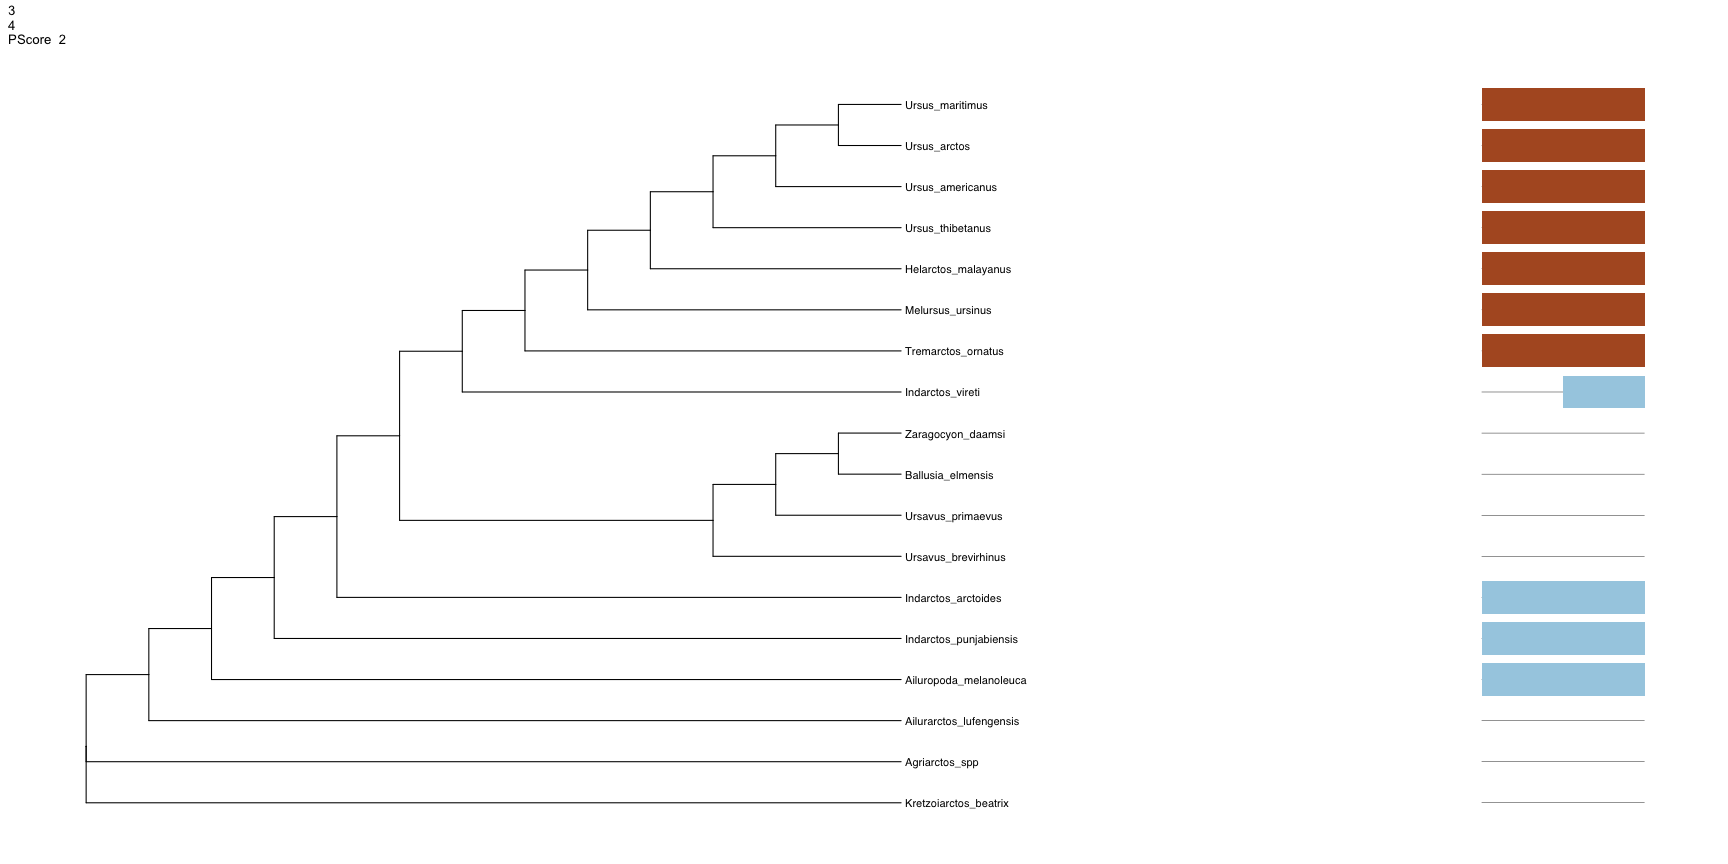 3
4
PScore 2
Ursus_maritimus
Ursus_arctos
Ursus_americanus
Ursus_thibetanus
Helarctos_malayanus
Melursus_ursinus
Tremarctos_ornatus
Indarctos_vireti
Zaragocyon_daamsi
Ballusia_elmensis
Ursavus_primaevus
Ursavus_brevirhinus
Indarctos_arctoides
Indarctos_punjabiensis
Ailuropoda_melanoleuca
Ailurarctos_lufengensis
Agriarctos_spp
Kretzoiarctos_beatrix